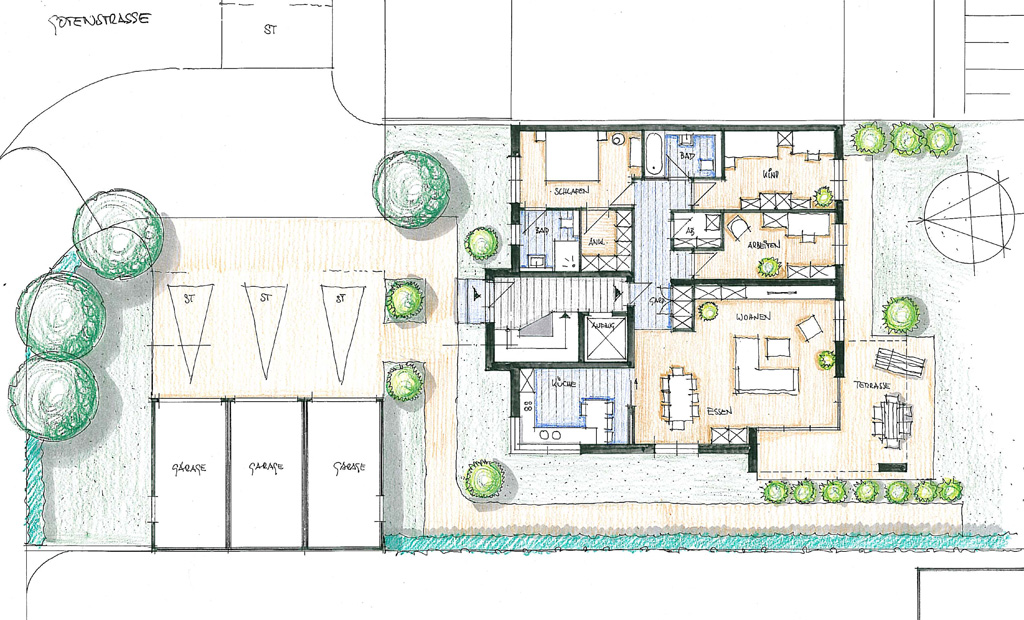 GOTENSTRASSE
ST
SCHLAFEN
BAD
KIND
BAD
ANKL.
AB
ARBEITEN
ST
ST
ST
GARD.
AUFZUG
WOHNEN
KÜCHE
ESSEN
TERRASSE
GARAGE
GARAGE
GARAGE